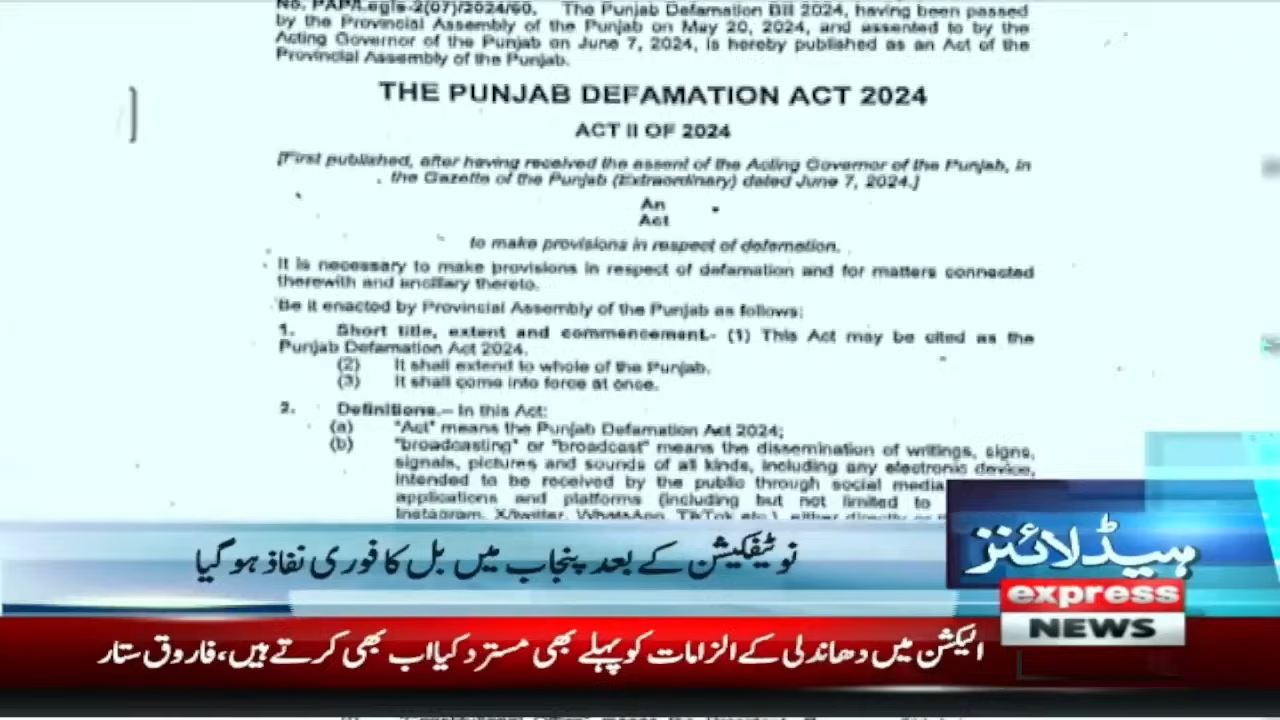 No. PAP/Legis-2(07)/2024/60. The Punjab Defamation Bill 2024, having been passed
by the Provincial Assembly of the Punjab on May 20, 2024, and assented to by the
Acting Governor of the Punjab on June 7, 2024, is hereby published as an Act of the
Provincial Assembly of the Punjab.
THE PUNJAB DEFAMATION ACT 2024
ACT II OF 2024
[First published, after having received the assent of the Acting Governor of the Punjab, in
the Gazette of the Punjab (Extraordinary) dated June 7, 2024.]
An
Act
to make provisions in respect of defamation.
It is necessary to make provisions in respect of defamation and for matters connected
therewith and ancillary thereto.
Be it enacted by Provincial Assembly of the Punjab as follows:
1. Short title, extent and commencement.- (1) This Act may be cited as the
Punjab Defamation Act 2024.
(2) It shall extend to whole of the Punjab.
(3) It shall come into force at once.
2. Definitions.– In this Act:
(a) "Act" means the Punjab Defamation Act 2024;
(b) "broadcasting" or "broadcast" means the dissemination of writings, signs,
signals, pictures and sounds of all kinds, including any electronic device,
intended to be received by the public through social media
applications and platforms (including but not limited to
Instagram, X/twitter, WhatsApp, TikTok etc.), either directly or
نوٹیفکیشن کے بعد پنجاب میں بل کا فوری نفاذ ہوگیا
ہیڈلائنز
express
NEWS
الیکشن میں دھاندلی کے الزامات کو پہلے بھی مسترد کیا اب بھی کرتے ہیں، فاروق ستار